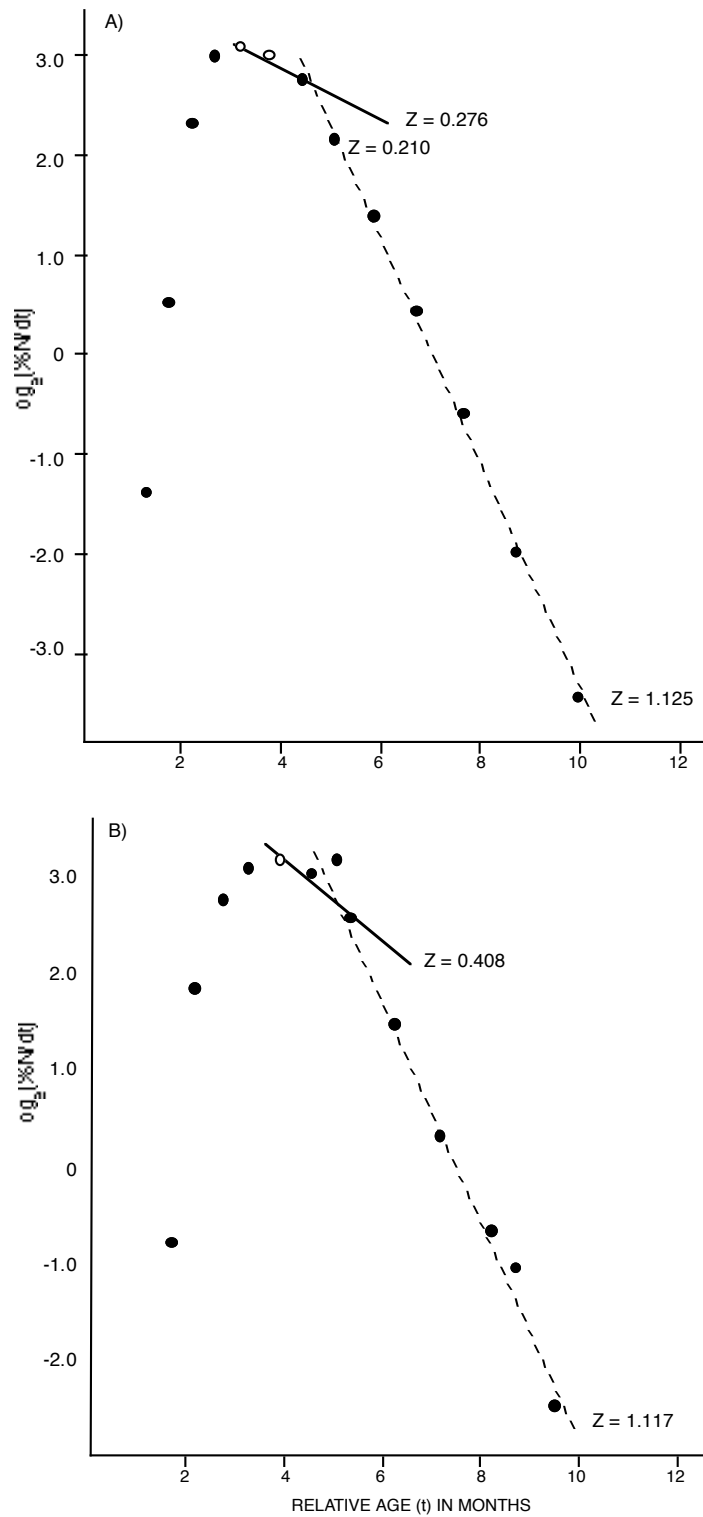 A)
3.0
2.0
1.0
0
-1.0
-2.0
-3.0
Z = 0.276
Z = 0.210
Z = 1.125
2 4 6 8 10 12
B)
3.0
2.0
1.0
0
-1.0
-2.0
Z = 0.408
Z = 1.117
2 4 6 8 10 12
RELATIVE AGE (t) IN MONTHS